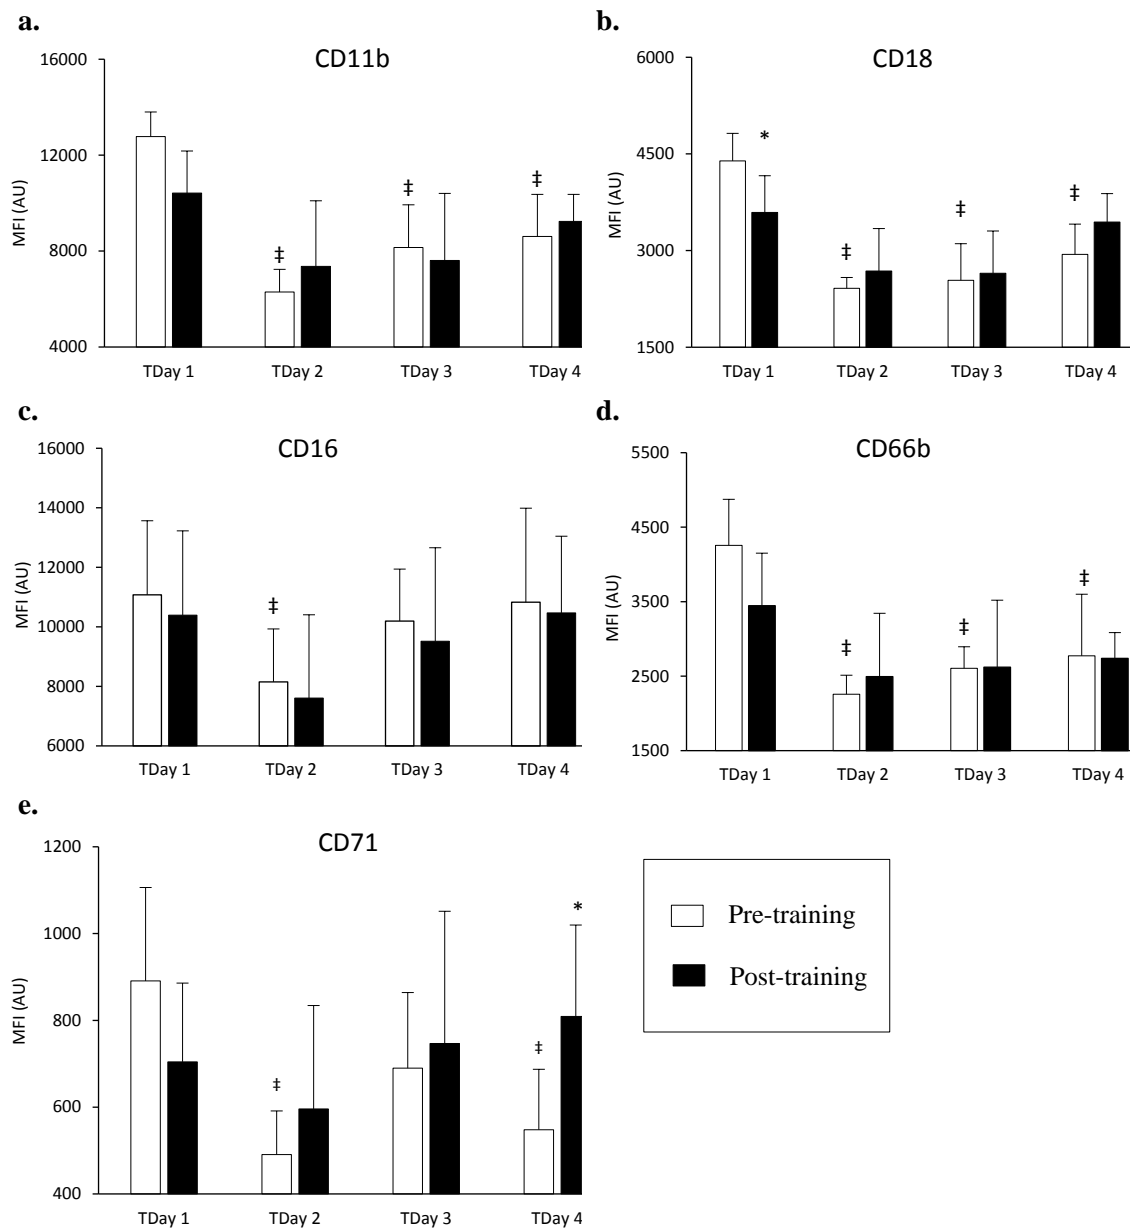 a.
CD11b
16000
12000
8000
4000
MFI (AU)
‡
‡
‡
TDay 1 TDay 2 TDay 3 TDay 4
b.
CD18
6000
4500
3000
1500
MFI (AU)
*
‡
‡
‡
TDay 1 TDay 2 TDay 3 TDay 4
c.
CD16
16000
14000
12000
10000
8000
6000
MFI (AU)
‡
TDay 1 TDay 2 TDay 3 TDay 4
d.
CD66b
5500
4500
3500
2500
1500
MFI (AU)
‡
‡
‡
TDay 1 TDay 2 TDay 3 TDay 4
e.
CD71
1200
1000
800
600
400
MFI (AU)
‡
‡
*
TDay 1 TDay 2 TDay 3 TDay 4
Pre-training
Post-training